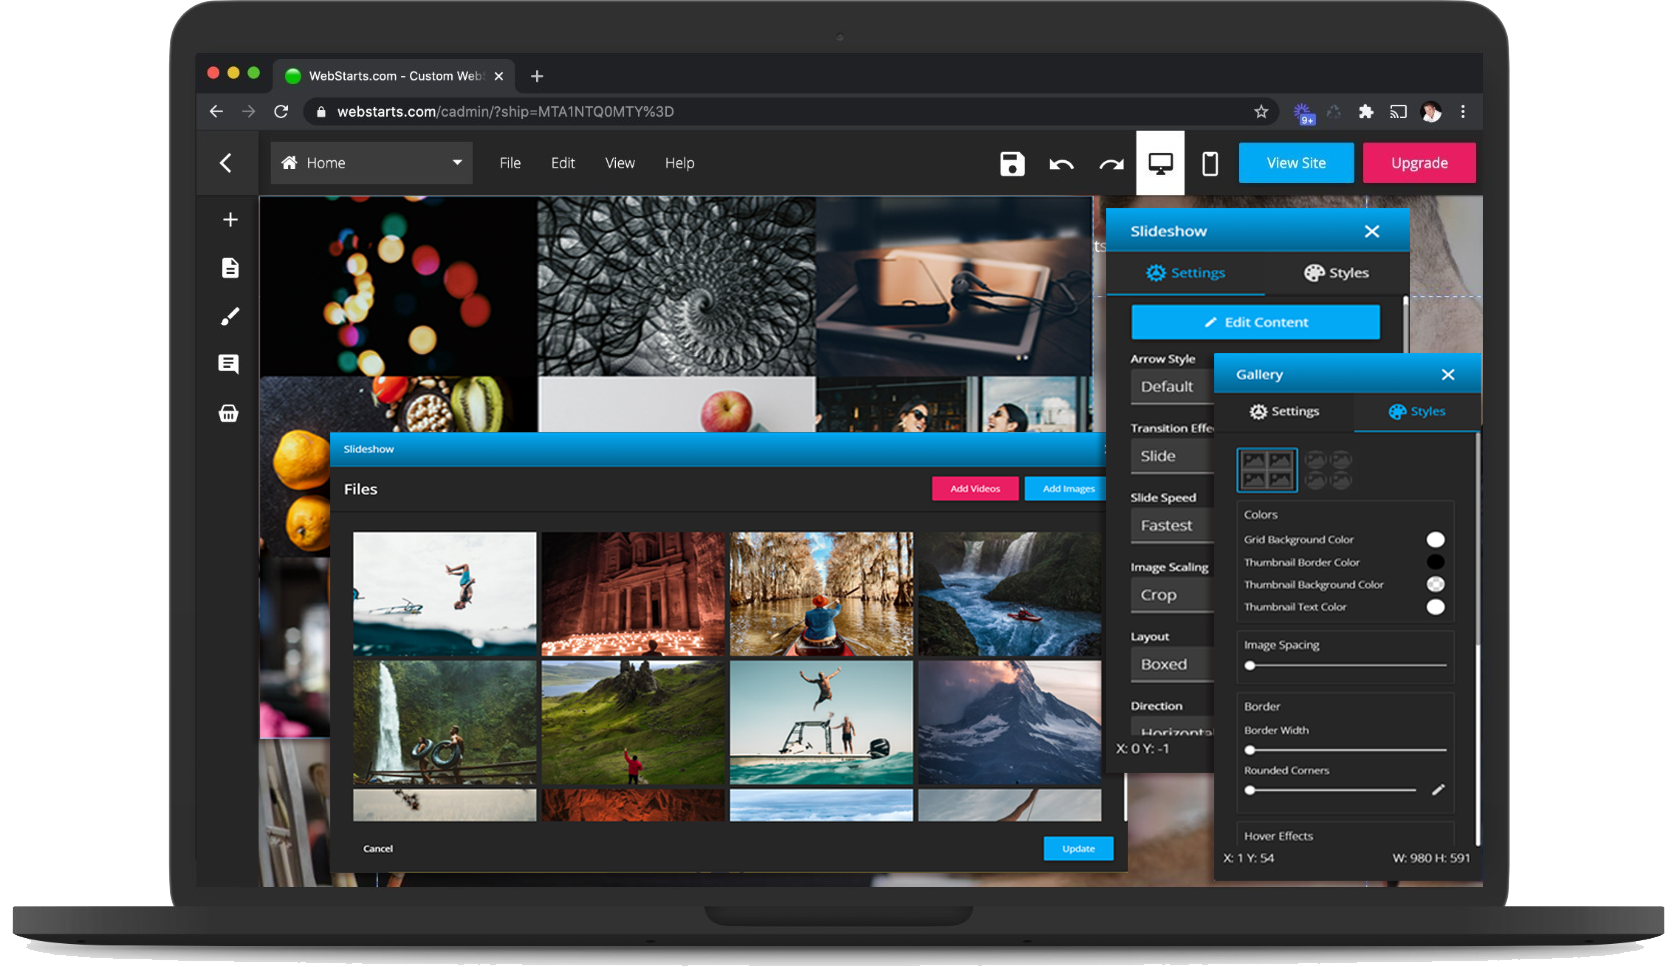 WebStarts.com - Custom Web
webstarts.com/cadmin/?ship=MTA1NTQ0MTY%3D
9+
Home
File
Edit
View
Help
View Site
Upgrade
ts
Slideshow
Settings
Styles
Edit Content
Arrow Style
Default
Transition Effe
Slide
Slide Speed
Fastest
Image Scaling
Crop
Layout
Boxed
Direction
Horizontal
X: 0 Y: -1
Gallery
Settings
Styles
Colors
Grid Background Color
Thumbnail Border Color
Thumbnail Background Color
Thumbnail Text Color
Image Spacing
Border
Border Width
Rounded Corners
Hover Effects
X: 1 Y: 54
W: 980 H: 591
Slideshow
Files
Add Videos
Add Images
Cancel
Update